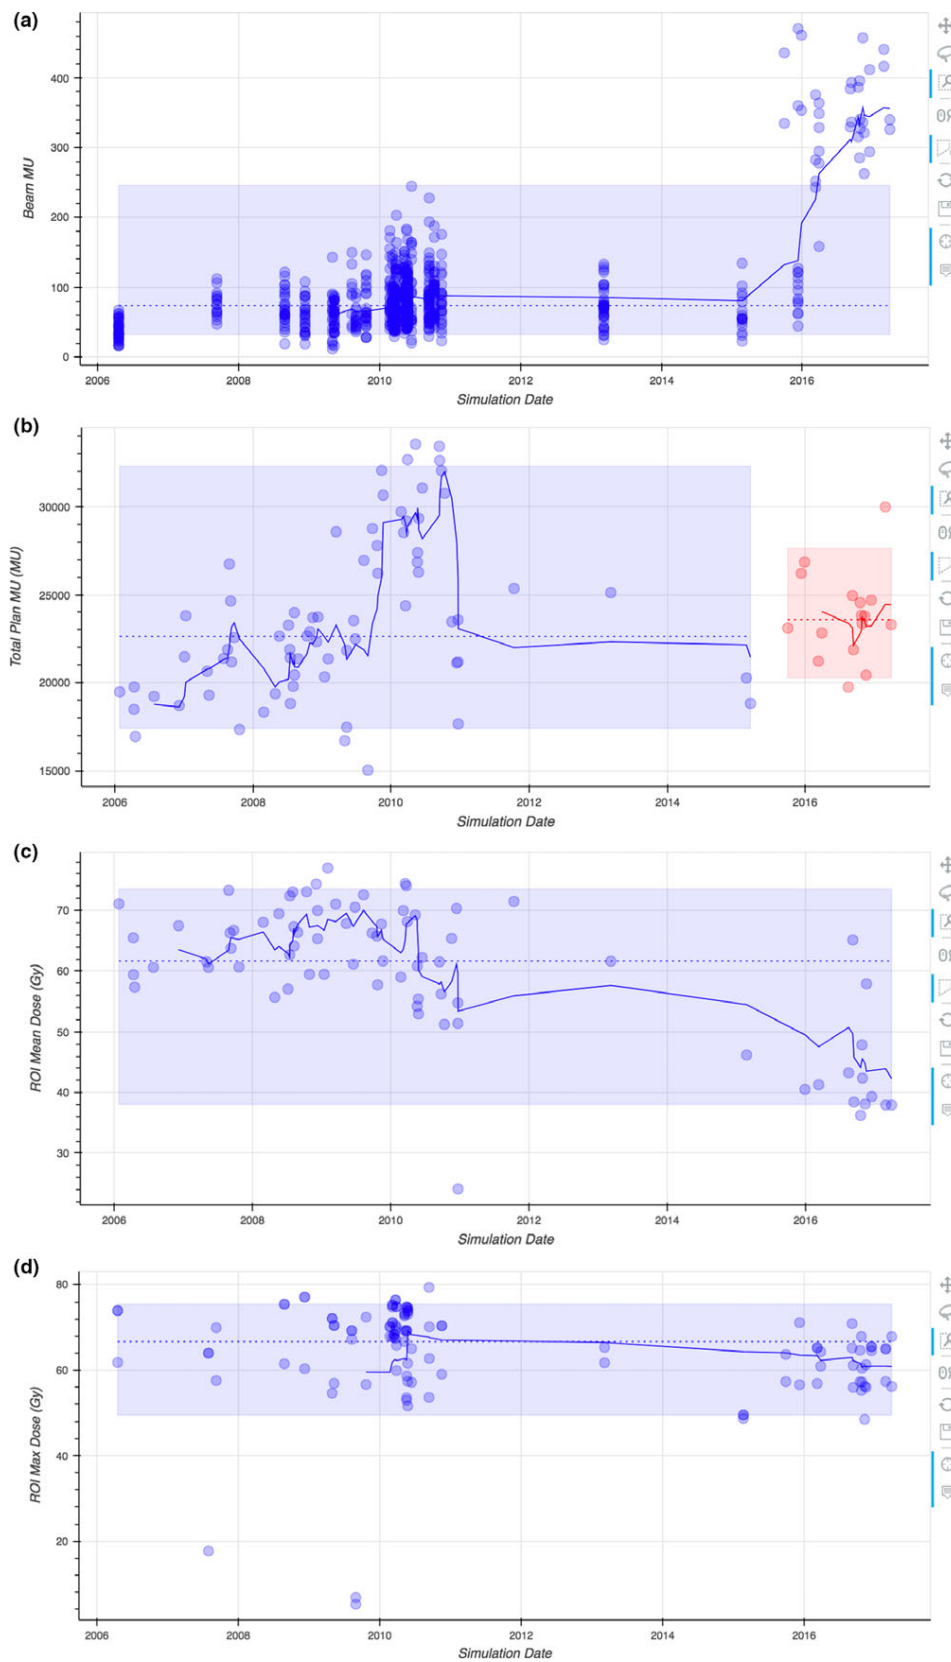 (a)
400
300
200
100
0
Beam MU
2006 2008 2010 2012 2014 2016
Simulation Date
(b)
30000
25000
20000
15000
Total Plan MU (MU)
2006 2008 2010 2012 2014 2016
Simulation Date
(c)
70
60
50
40
30
ROI Mean Dose (Gy)
2006 2008 2010 2012 2014 2016
Simulation Date
(d)
80
60
40
20
ROI Max Dose (Gy)
2006 2008 2010 2012 2014 2016
Simulation Date